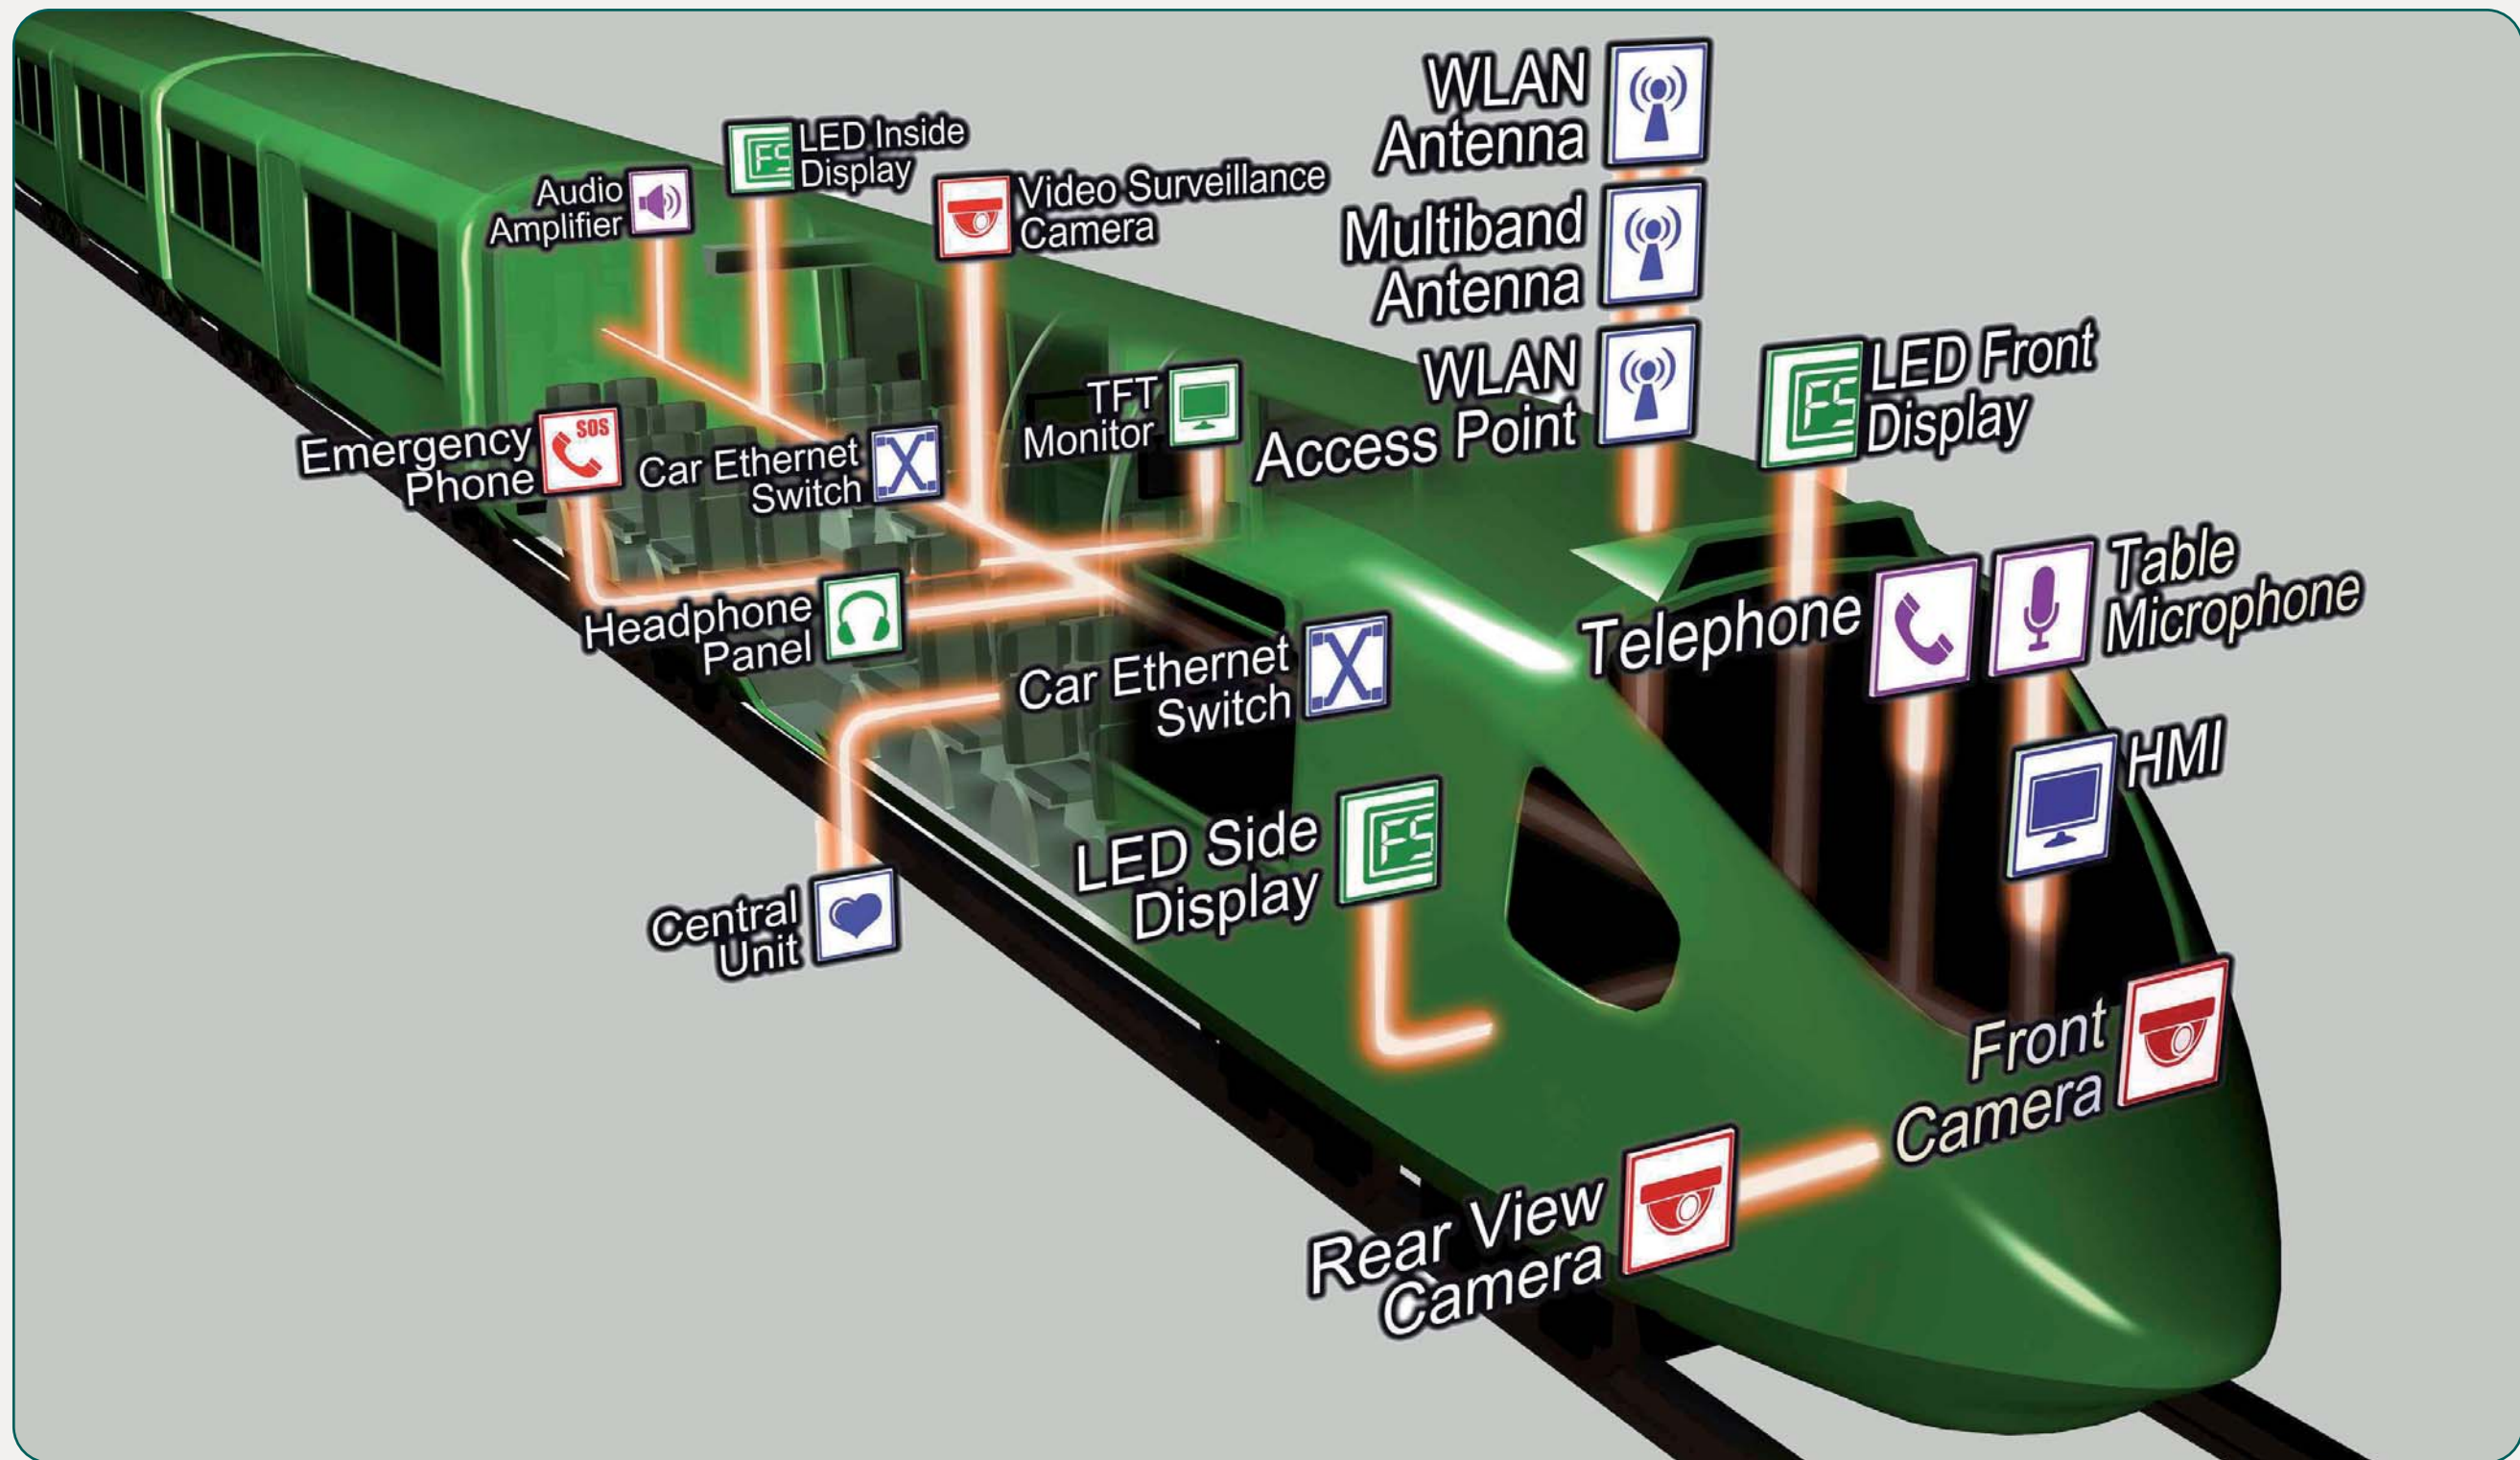 WLAN
Antenna
LED Inside
Display
Audio
Amplifier
Video Surveillance
Camera
Multiband
Antenna
WLAN
Access Point
LED Front
Display
TFT
Monitor
Emergency
Phone
SOS
Car Ethernet
Switch
Headphone
Panel
Telephone
Table
Microphone
Car Ethernet
Switch
HMI
LED Side
Display
Central
Unit
Front
Camera
Rear View
Camera